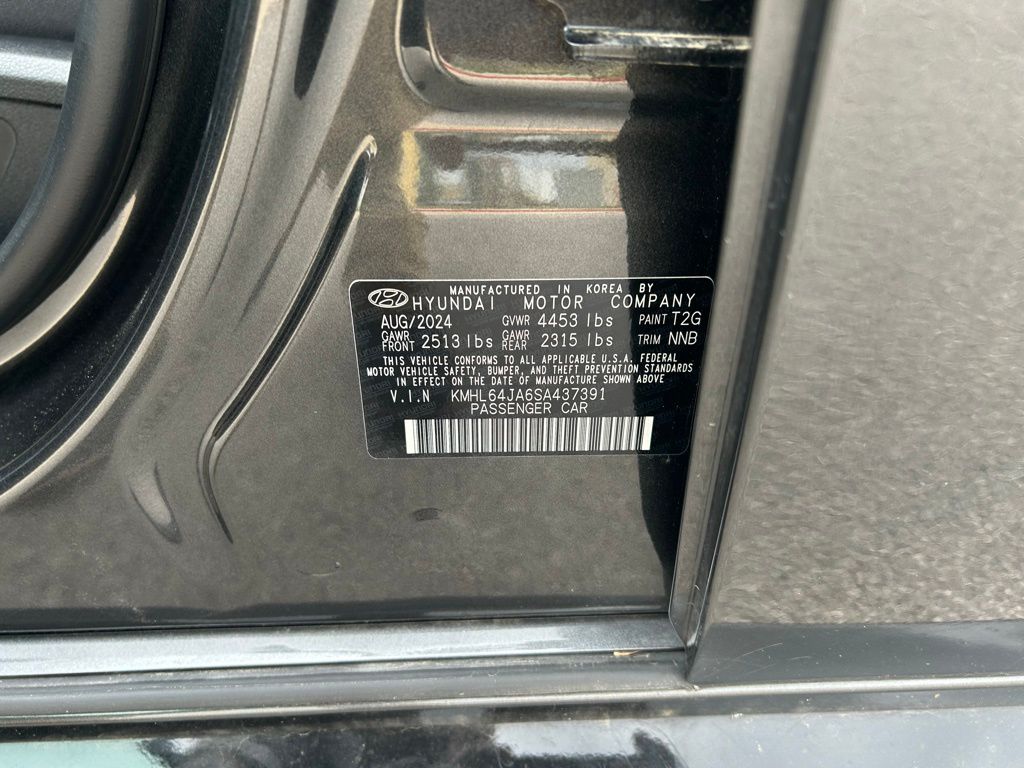 MANUFACTURED IN KOREA BY
HYUNDAI MOTOR COMPANY
AUG/2024 GVWR 4453 lbs PAINT T2G
GAWR FRONT 2513 lbs GAWR REAR 2315 lbs TRIM NNB
THIS VEHICLE CONFORMS TO ALL APPLICABLE U.S.A. FEDERAL
MOTOR VEHICLE SAFETY, BUMPER, AND THEFT PREVENTION STANDARDS
IN EFFECT ON THE DATE OF MANUFACTURE SHOWN ABOVE
V.I.N KMHL64JA6SA437391
PASSENGER CAR